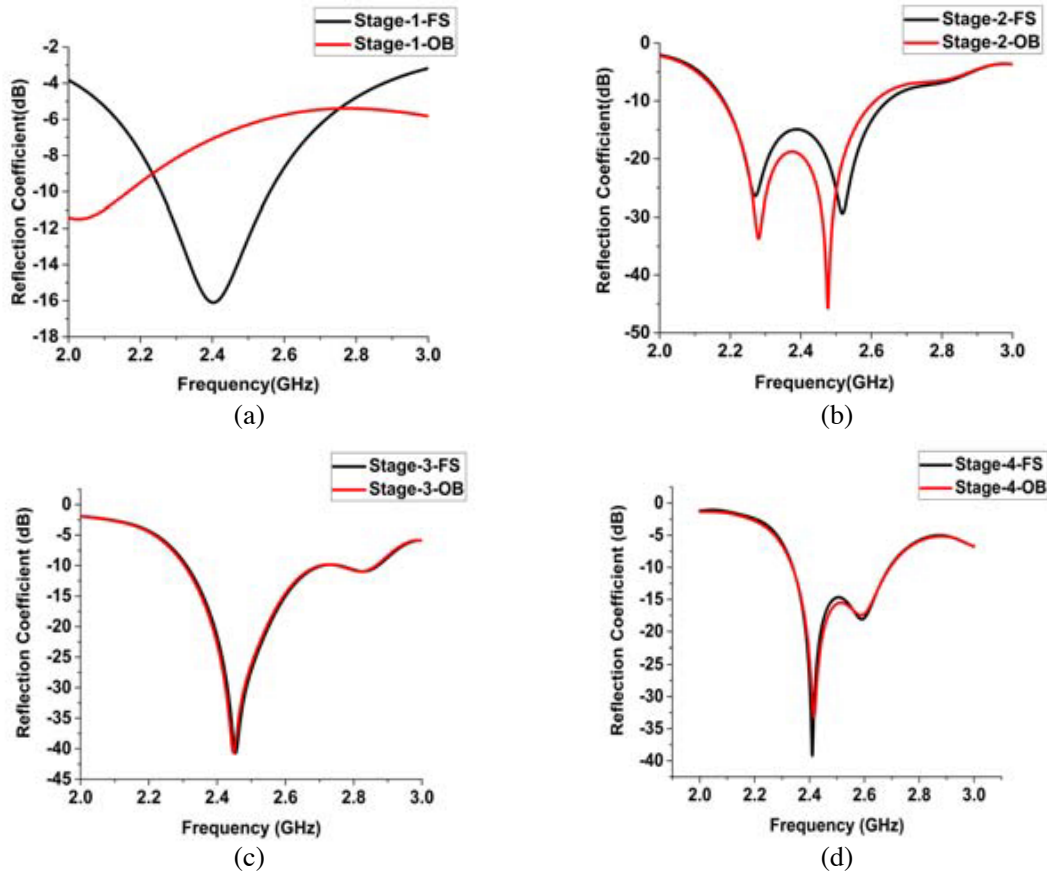 Stage-1-FS
Stage-1-OB
-2
-4
-6
-8
-10
-12
-14
-16
-18
Reflection Coefficient(dB)
2.0 2.2 2.4 2.6 2.8 3.0
Frequency(GHz)
(a)
Stage-2-FS
Stage-2-OB
0
-10
-20
-30
-40
-50
Reflection Coefficient(dB)
2.0 2.2 2.4 2.6 2.8 3.0
Frequency(GHz)
(b)
Stage-3-FS
Stage-3-OB
0
-5
-10
-15
-20
-25
-30
-35
-40
-45
Reflection Coefficient (dB)
2.0 2.2 2.4 2.6 2.8 3.0
Frequency (GHz)
(c)
Stage-4-FS
Stage-4-OB
0
-5
-10
-15
-20
-25
-30
-35
-40
Reflection Coefficient (dB)
2.0 2.2 2.4 2.6 2.8 3.0
Frequency (GHz)
(d)